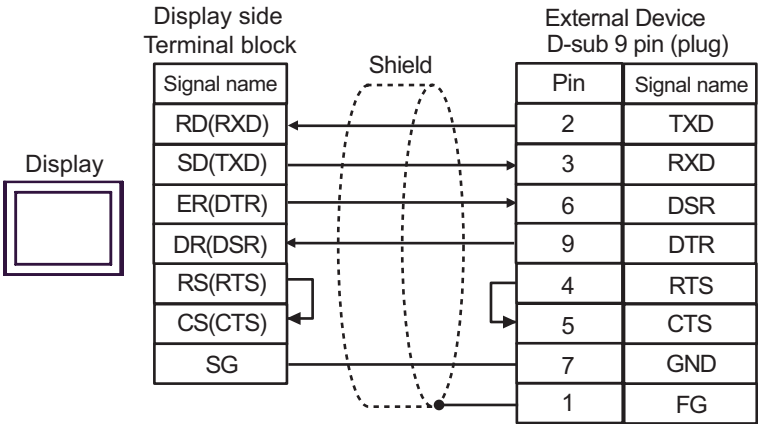 Display side
Terminal block
External Device
D-sub 9 pin (plug)
Shield
Signal name
Pin
Signal name
RD(RXD)
2
TXD
Display
SD(TXD)
3
RXD
ER(DTR)
6
DSR
DR(DSR)
9
DTR
RS(RTS)
4
RTS
CS(CTS)
5
CTS
SG
7
GND
1
FG